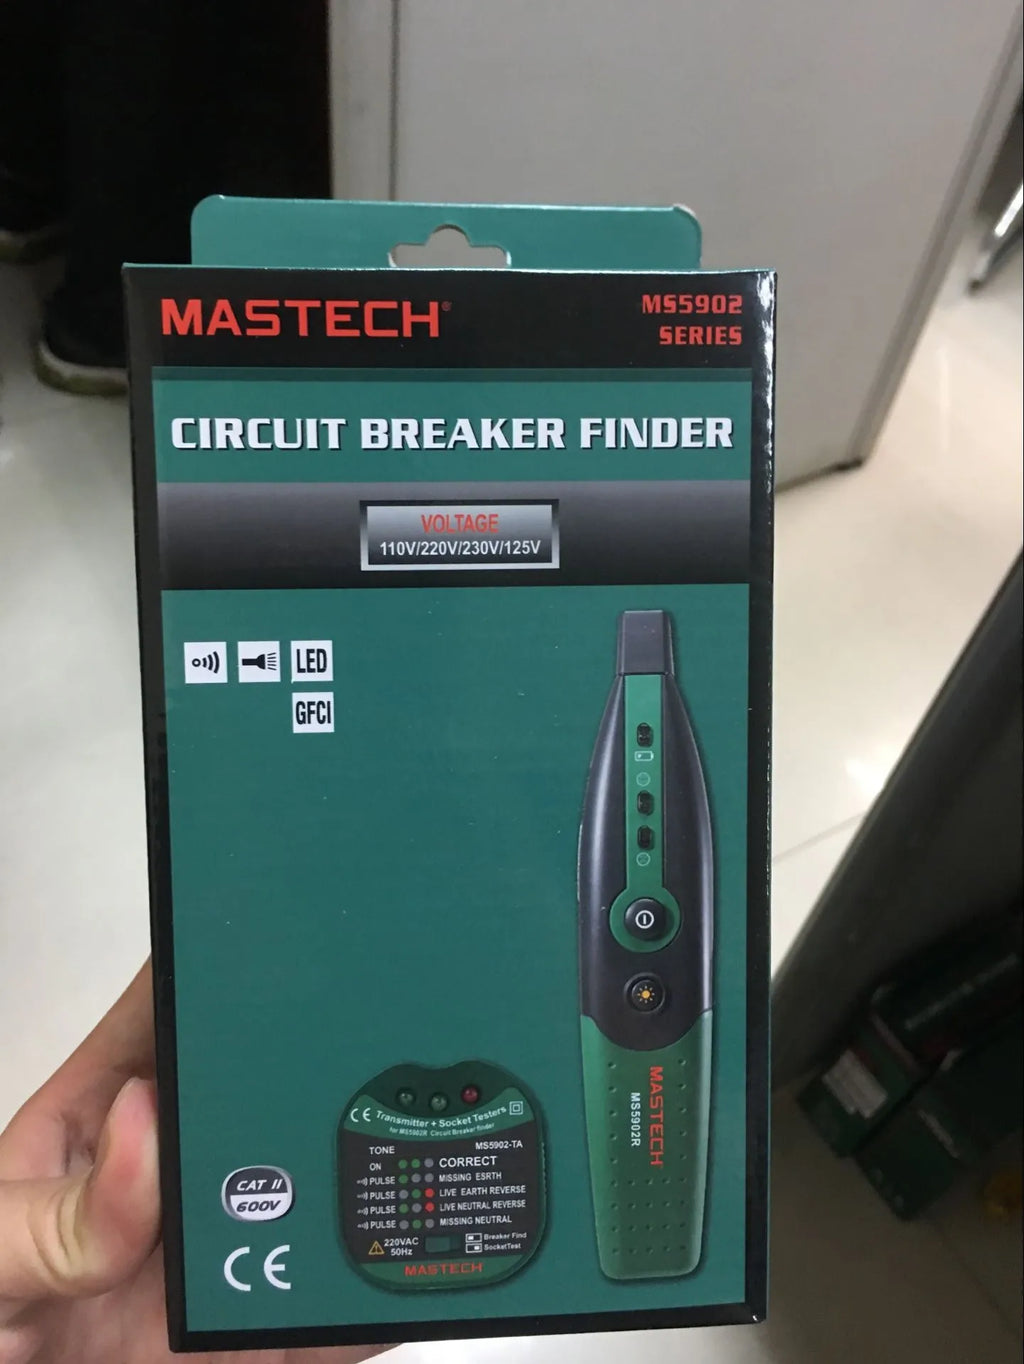 MASTECH®
MS5902
SERIES
CIRCUIT BREAKER FINDER
VOLTAGE
110V/220V/230V/125V
LED
GFCI
MASTECH
MS5902R
CE Transmitter + Socket Testers
for MS5902R Circuit Breaker finder
MS5902-TA
TONE
ON CORRECT
PULSE MISSING ESRTH
PULSE LIVE EARTH REVERSE
PULSE LIVE NEUTRAL REVERSE
PULSE MISSING NEUTRAL
220VAC
50Hz
Breaker Find
SocketTest
MASTECH
CAT II
600V
CE